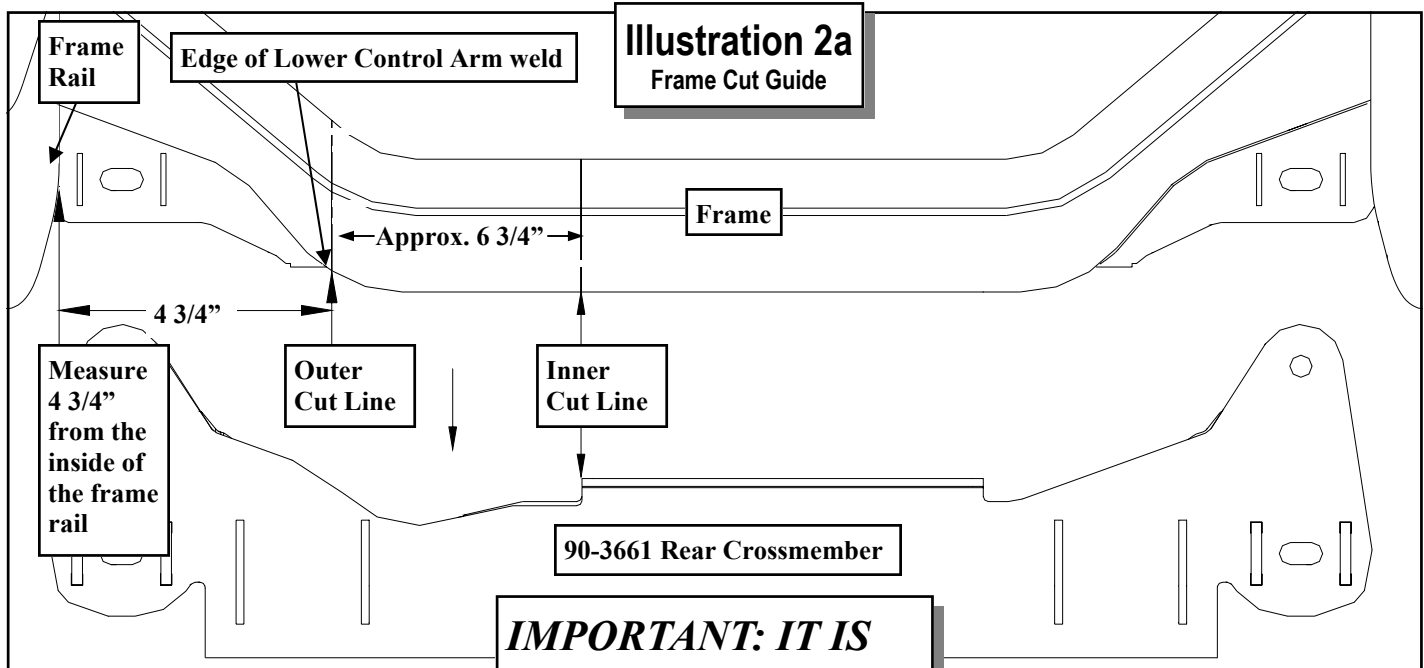 Illustration 2a
Frame Cut Guide
Frame
Rail
Edge of Lower Control Arm weld
Frame
Approx. 6 3/4”
4 3/4”
Measure
4 3/4”
from the
inside of
the frame
rail
Outer
Cut Line
Inner
Cut Line
90-3661 Rear Crossmember
IMPORTANT: IT IS